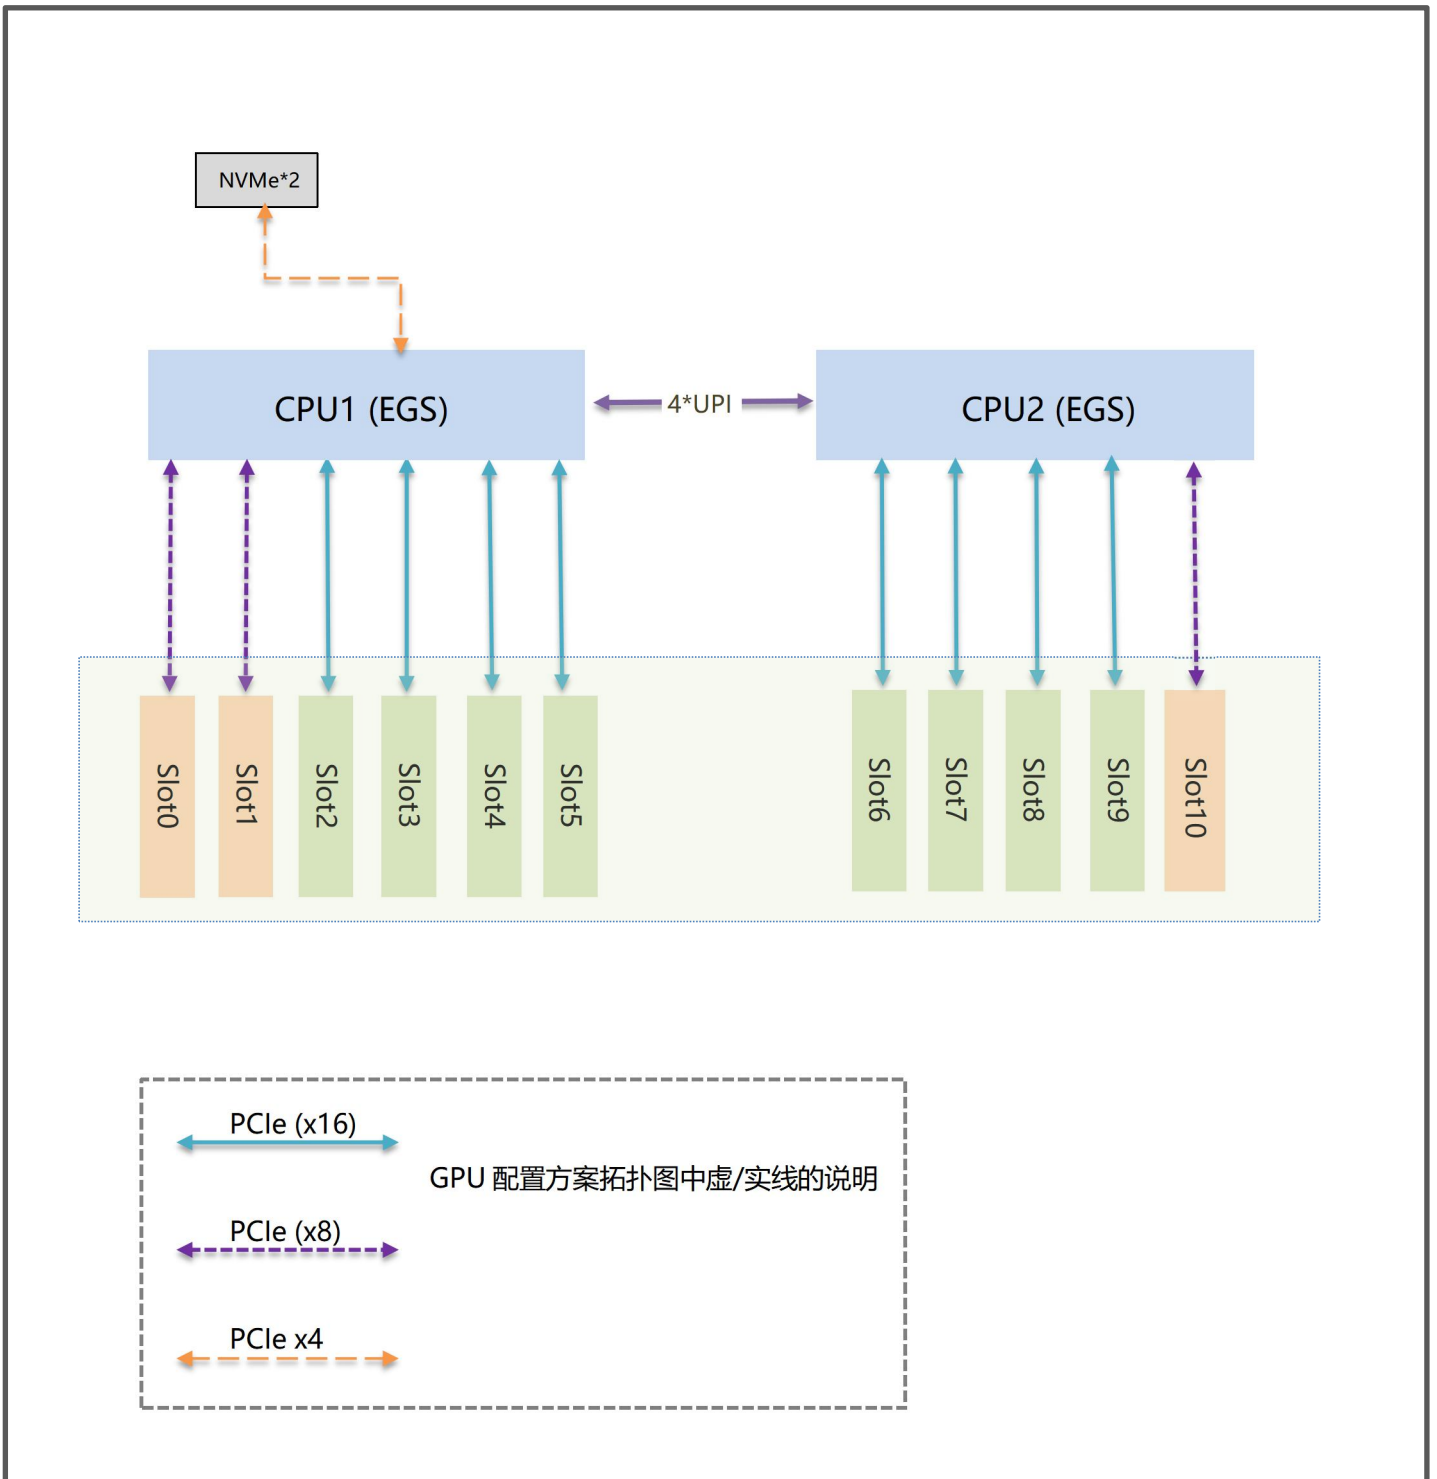 NVMe*2
CPU1 (EGS)
4*UPI
CPU2 (EGS)
Slot0
Slot1
Slot2
Slot3
Slot4
Slot5
Slot6
Slot7
Slot8
Slot9
Slot10
PCIe (x16)
GPU 配置方案拓扑图中虚/实线的说明
PCIe (x8)
PCIe x4